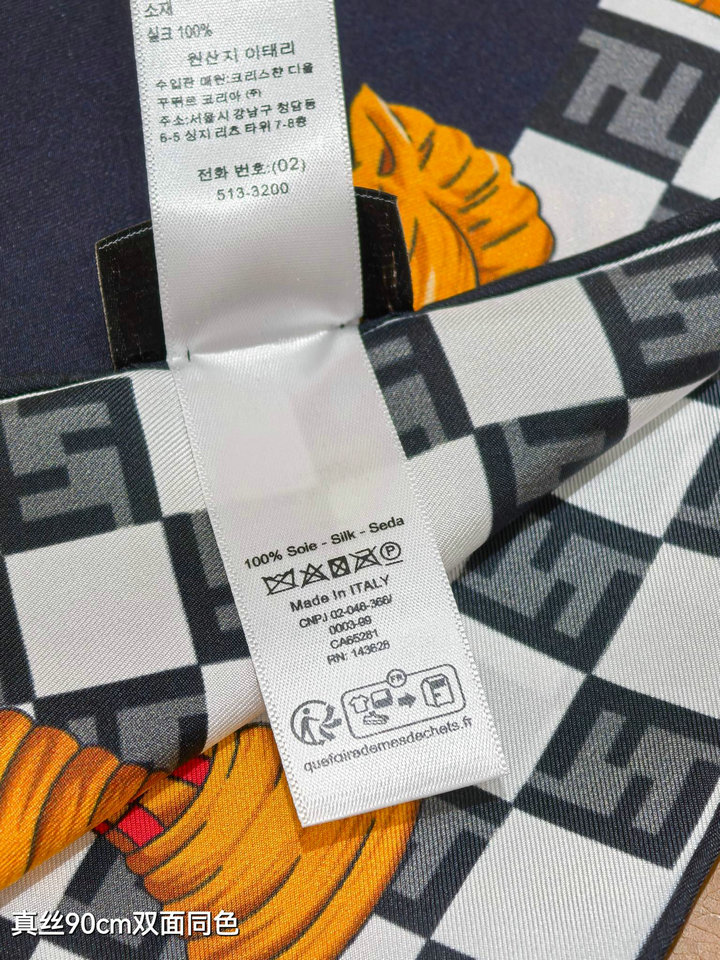 소재
실크 100%
원산지 이태리
수입판 매원:크리스챤 디올
꾸뛰르 코리아 (주)
주소:서울시 강남구 청담동
6-5 싱지 리츠 타위 7-8층
전화 번호:(02)
513-3200
100% Soie - Silk - Seda
P
Made In ITALY
CNPJ 02-046-366/
0003-99
CA65281
RN: 143628
FR
quefairedemesdechets.fr
真丝90cm双面同色